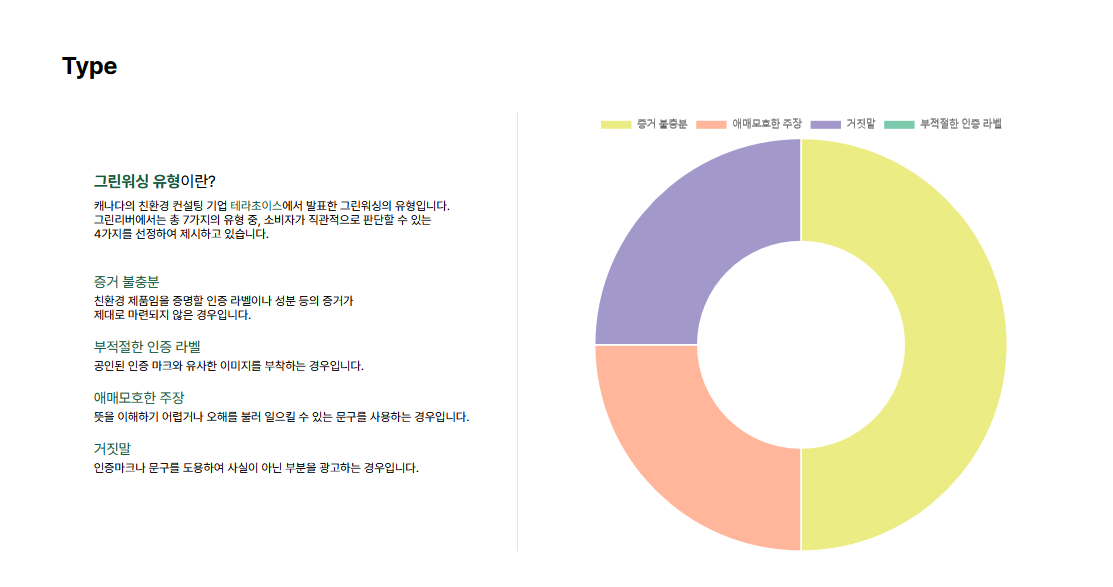 Type
그린워싱 유형이란?
캐나다의 친환경 컨설팅 기업 테라초이스에서 발표한 그린워싱의 유형입니다.
그린리버에서는 총 7가지의 유형 중, 소비자가 직관적으로 판단할 수 있는
4가지를 선정하여 제시하고 있습니다.
증거 불충분
친환경 제품임을 증명할 인증 라벨이나 성분 등의 증거가
제대로 마련되지 않은 경우입니다.
부적절한 인증 라벨
공인된 인증 마크와 유사한 이미지를 부착하는 경우입니다.
애매모호한 주장
뜻을 이해하기 어렵거나 오해를 불러 일으킬 수 있는 문구를 사용하는 경우입니다.
거짓말
인증마크나 문구를 도용하여 사실이 아닌 부분을 광고하는 경우입니다.
증거 불충분 애매모호한 주장 거짓말 부적절한 인증 라벨